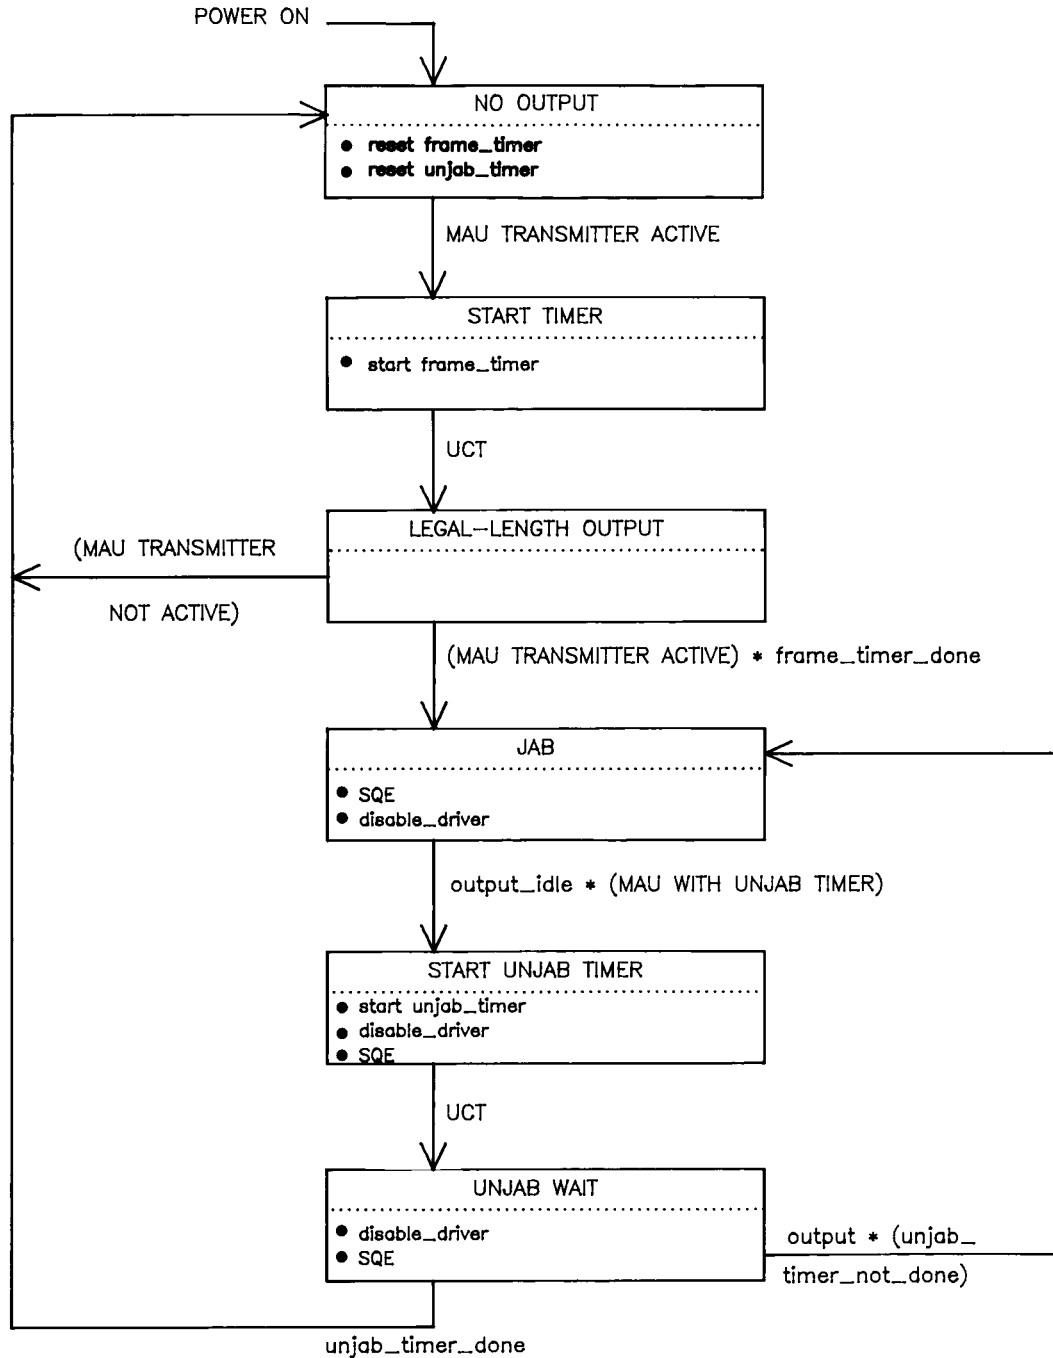 POWER ON
NO OUTPUT
● reset frame_timer
● reset unjab_timer
MAU TRANSMITTER ACTIVE
START TIMER
● start frame_timer
UCT
LEGAL-LENGTH OUTPUT
(MAU TRANSMITTER
NOT ACTIVE)
(MAU TRANSMITTER ACTIVE) * frame_timer_done
JAB
● SQE
● disable_driver
output_idle * (MAU WITH UNJAB TIMER)
START UNJAB TIMER
● start unjab_timer
● disable_driver
● SQE
UCT
UNJAB WAIT
● disable_driver
● SQE
output * (unjab_
timer_not_done)
unjab_timer_done